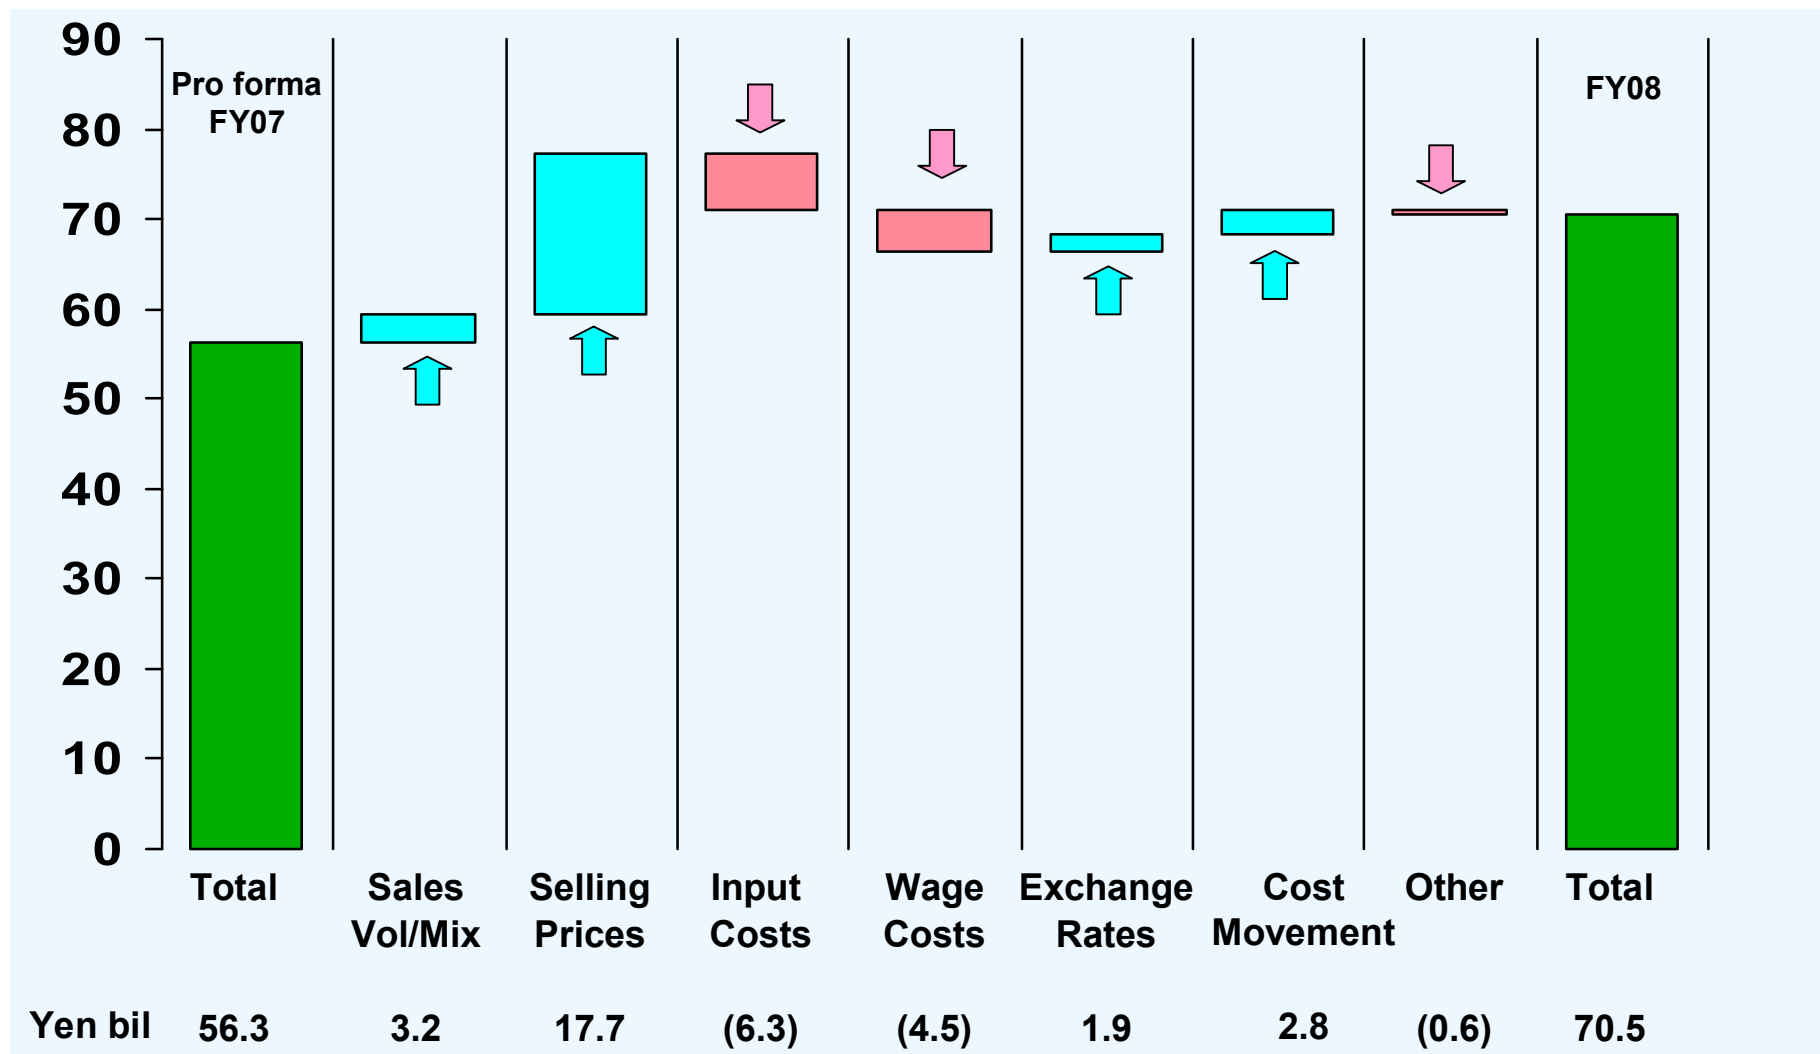 90
80
70
60
50
40
30
20
10
0
Pro forma
FY07
FY08
Total Sales Selling Input Wage Exchange Cost Other Total
Vol/Mix Prices Costs Costs Rates Movement
Yen bil 56.3 3.2 17.7 (6.3) (4.5) 1.9 2.8 (0.6) 70.5